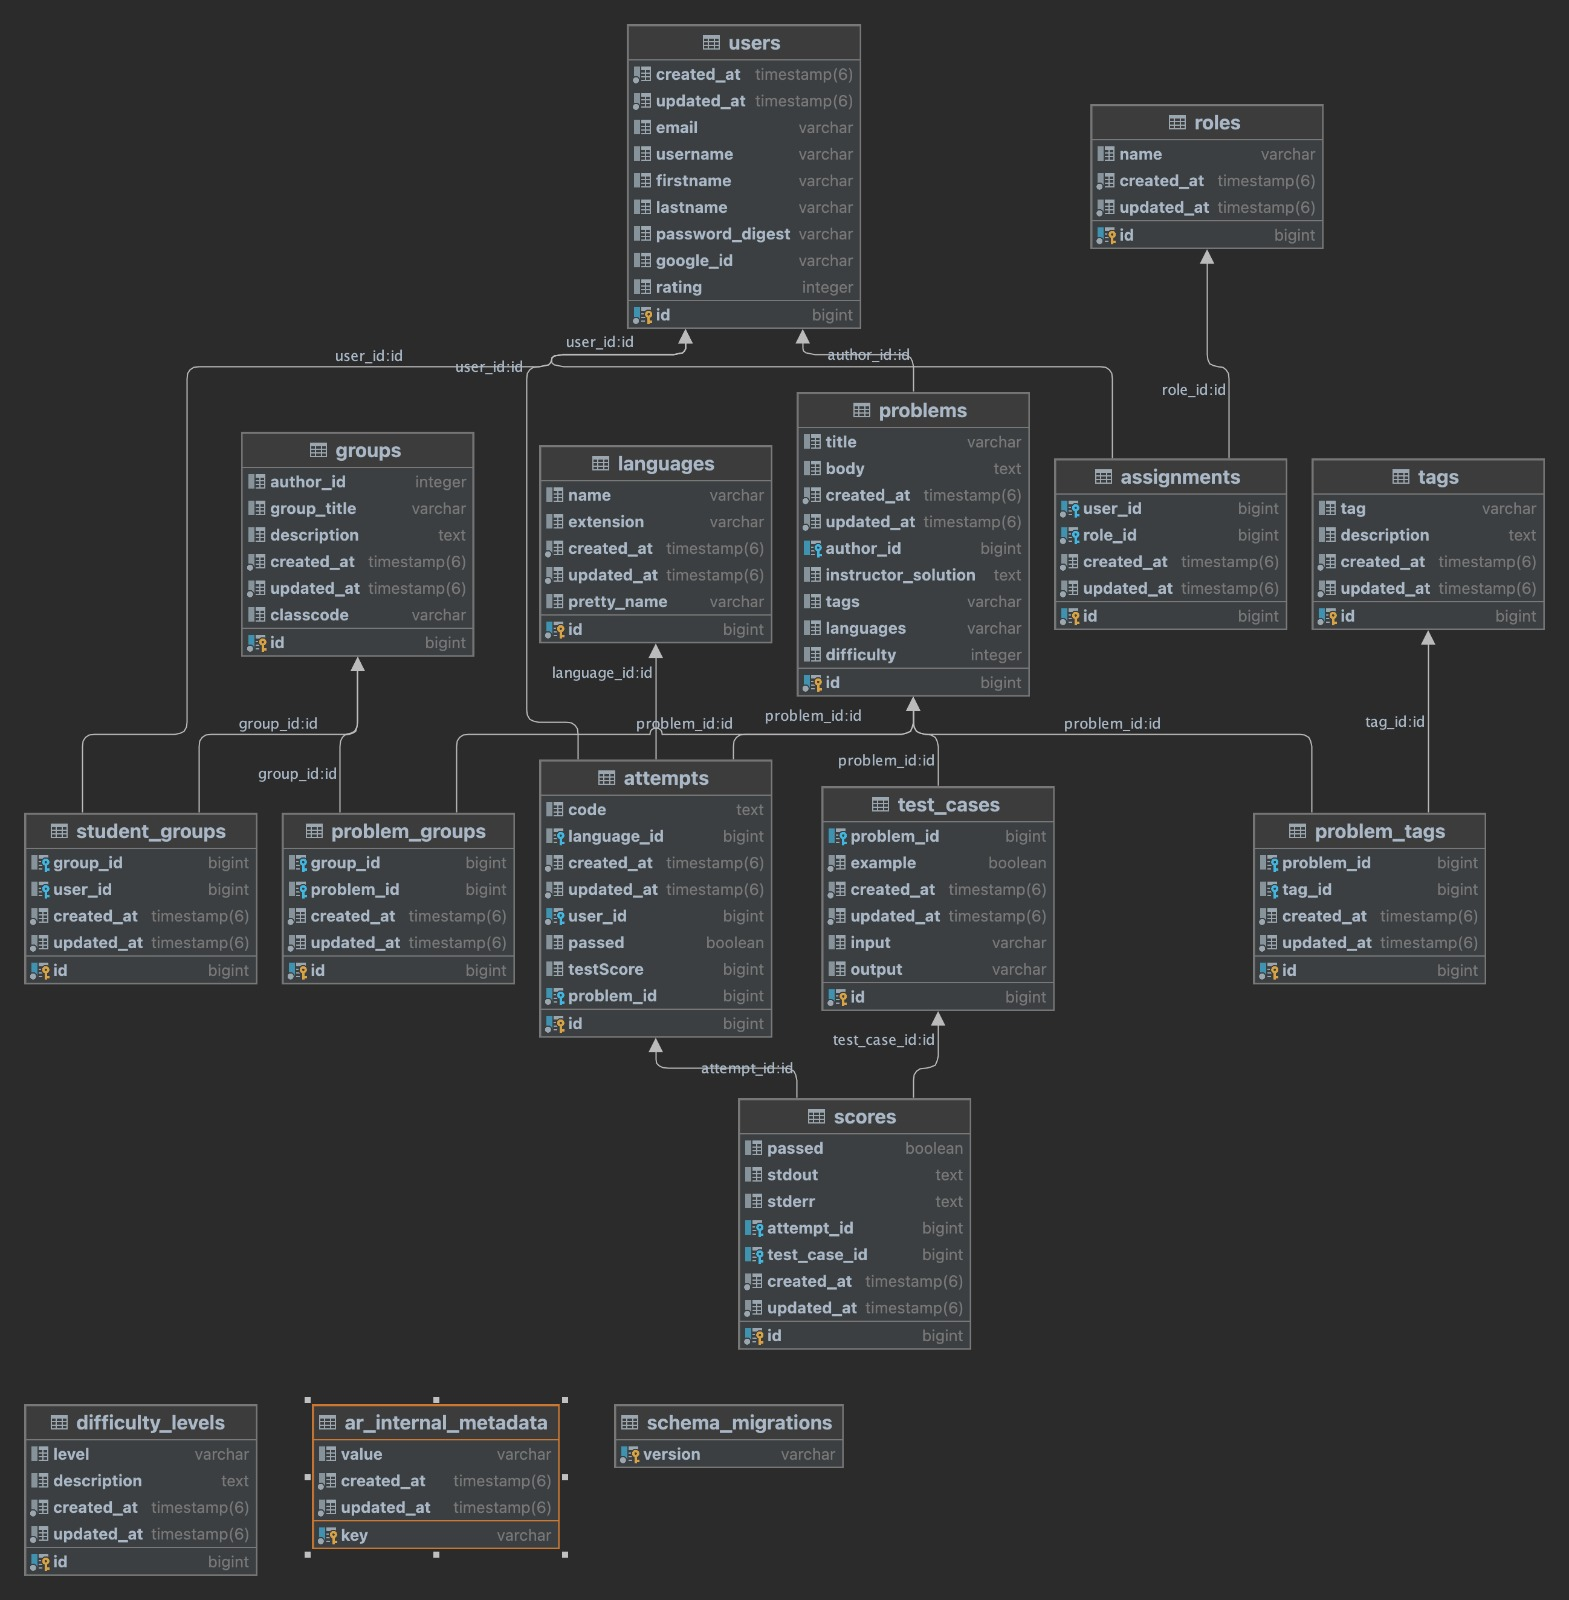 users
created_at timestamp(6)
updated_at timestamp(6)
email varchar
username varchar
firstname varchar
lastname varchar
password_digest varchar
google_id varchar
rating integer
id bigint
roles
name varchar
created_at timestamp(6)
updated_at timestamp(6)
id bigint
user_id:id
user_id:id
user_id:id
author_id:id
role_id:id
groups
author_id integer
group_title varchar
description text
created_at timestamp(6)
updated_at timestamp(6)
classcode varchar
id bigint
languages
name varchar
extension varchar
created_at timestamp(6)
updated_at timestamp(6)
pretty_name varchar
id bigint
problems
title varchar
body text
created_at timestamp(6)
updated_at timestamp(6)
author_id bigint
instructor_solution text
tags varchar
languages varchar
difficulty integer
id bigint
assignments
user_id bigint
role_id bigint
created_at timestamp(6)
updated_at timestamp(6)
id bigint
tags
tag varchar
description text
created_at timestamp(6)
updated_at timestamp(6)
id bigint
language_id:id
group_id:id
problem_id:id
problem_id:id
problem_id:id
tag_id:id
group_id:id
problem_id:id
student_groups
group_id bigint
user_id bigint
created_at timestamp(6)
updated_at timestamp(6)
id bigint
problem_groups
group_id bigint
problem_id bigint
created_at timestamp(6)
updated_at timestamp(6)
id bigint
attempts
code text
language_id bigint
created_at timestamp(6)
updated_at timestamp(6)
user_id bigint
passed boolean
testScore bigint
problem_id bigint
id bigint
test_cases
problem_id bigint
example boolean
created_at timestamp(6)
updated_at timestamp(6)
input varchar
output varchar
id bigint
problem_tags
problem_id bigint
tag_id bigint
created_at timestamp(6)
updated_at timestamp(6)
id bigint
test_case_id:id
attempt_id:id
scores
passed boolean
stdout text
stderr text
attempt_id bigint
test_case_id bigint
created_at timestamp(6)
updated_at timestamp(6)
id bigint
difficulty_levels
level varchar
description text
created_at timestamp(6)
updated_at timestamp(6)
id bigint
ar_internal_metadata
value varchar
created_at timestamp(6)
updated_at timestamp(6)
key varchar
schema_migrations
version varchar